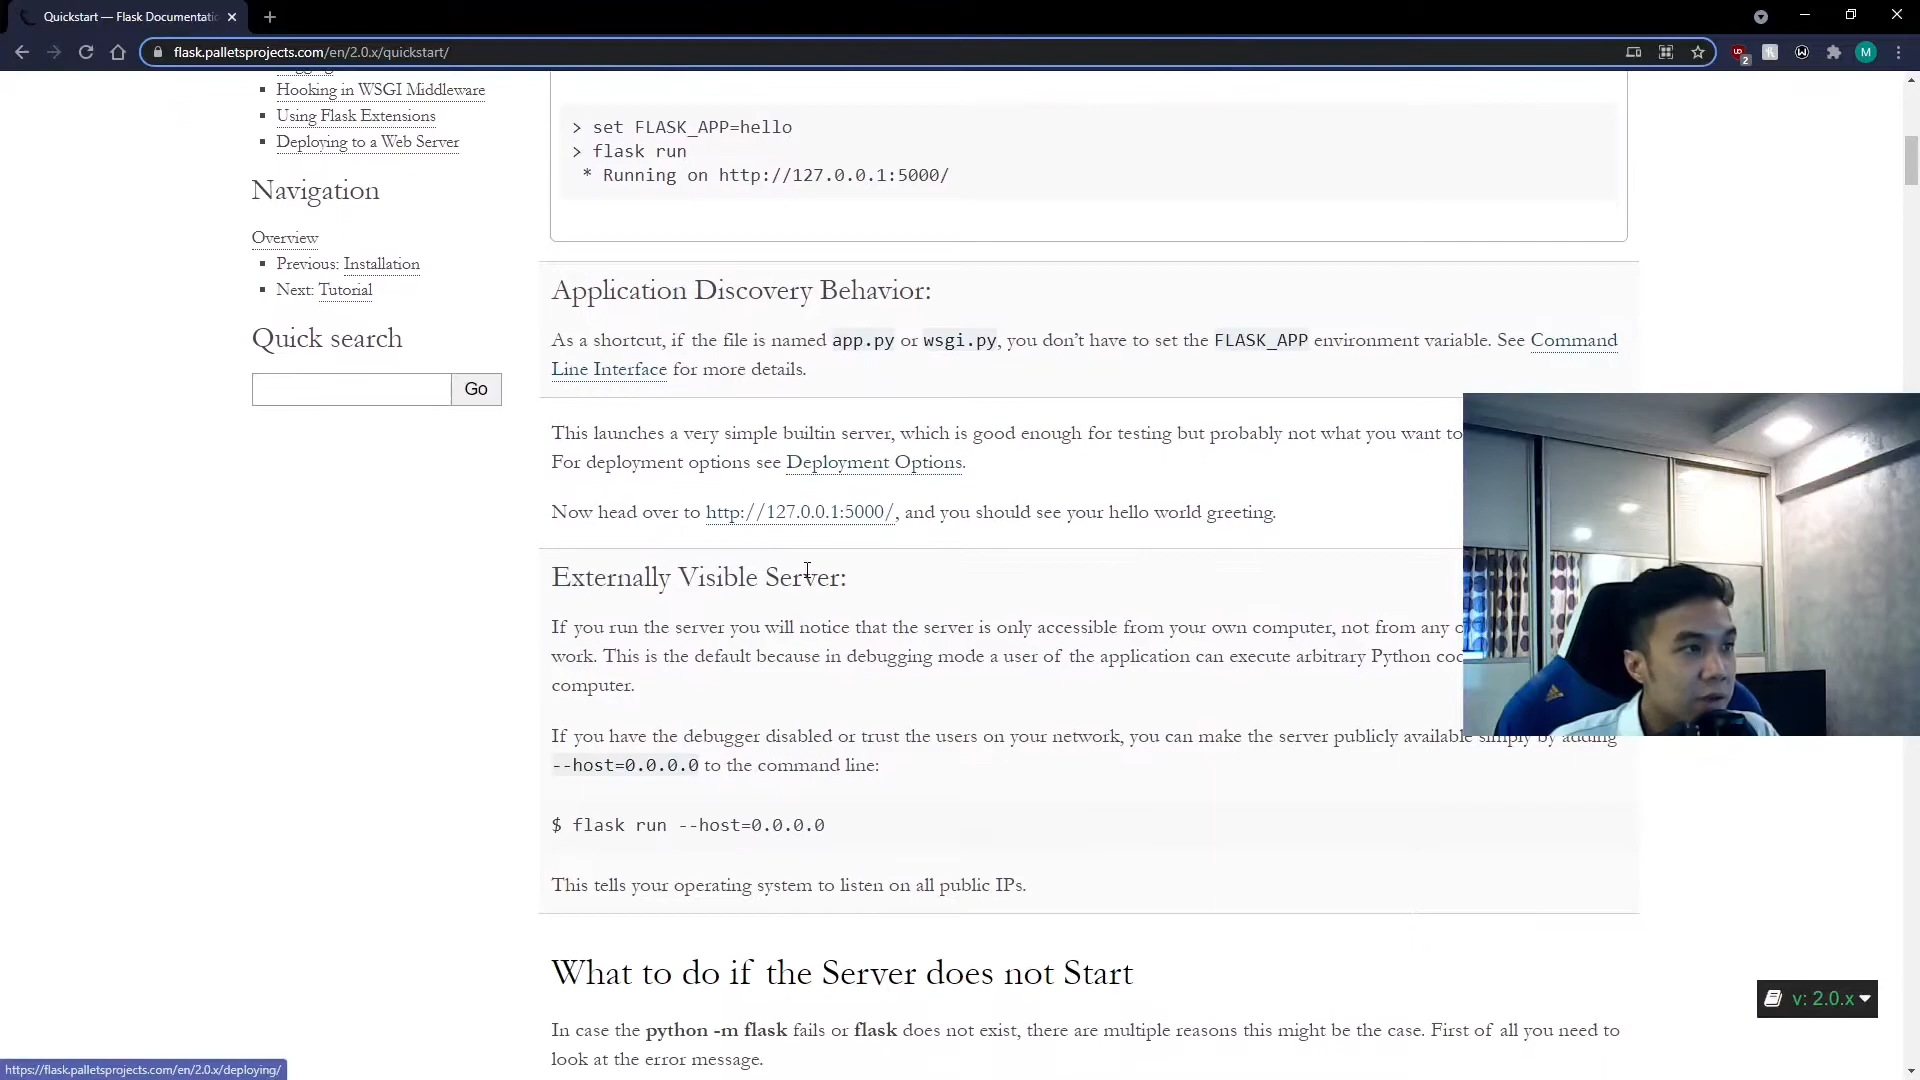 Quickstart — Flask Documentatio
flask.palletsprojects.com/en/2.0.x/quickstart/
2
M
Hooking in WSGI Middleware
Using Flask Extensions
Deploying to a Web Server
Navigation
Overview
Previous: Installation
Next: Tutorial
Quick search
Go
> set FLASK_APP=hello
> flask run
* Running on http://127.0.0.1:5000/
Application Discovery Behavior:
As a shortcut, if the file is named app.py or wsgi.py, you don’t have to set the FLASK_APP environment variable. See Command
Line Interface for more details.
This launches a very simple builtin server, which is good enough for testing but probably not what you want to
For deployment options see Deployment Options.
Now head over to http://127.0.0.1:5000/, and you should see your hello world greeting.
Externally Visible Server:
If you run the server you will notice that the server is only accessible from your own computer, not from any
work. This is the default because in debugging mode a user of the application can execute arbitrary Python
computer.
If you have the debugger disabled or trust the users on your network, you can make the server publicly available simply by adding
--host=0.0.0.0 to the command line:
$ flask run --host=0.0.0.0
This tells your operating system to listen on all public IPs.
What to do if the Server does not Start
In case the python -m flask fails or flask does not exist, there are multiple reasons this might be the case. First of all you need to
look at the error message.
v: 2.0.x
https://flask.palletsprojects.com/en/2.0.x/deploying/